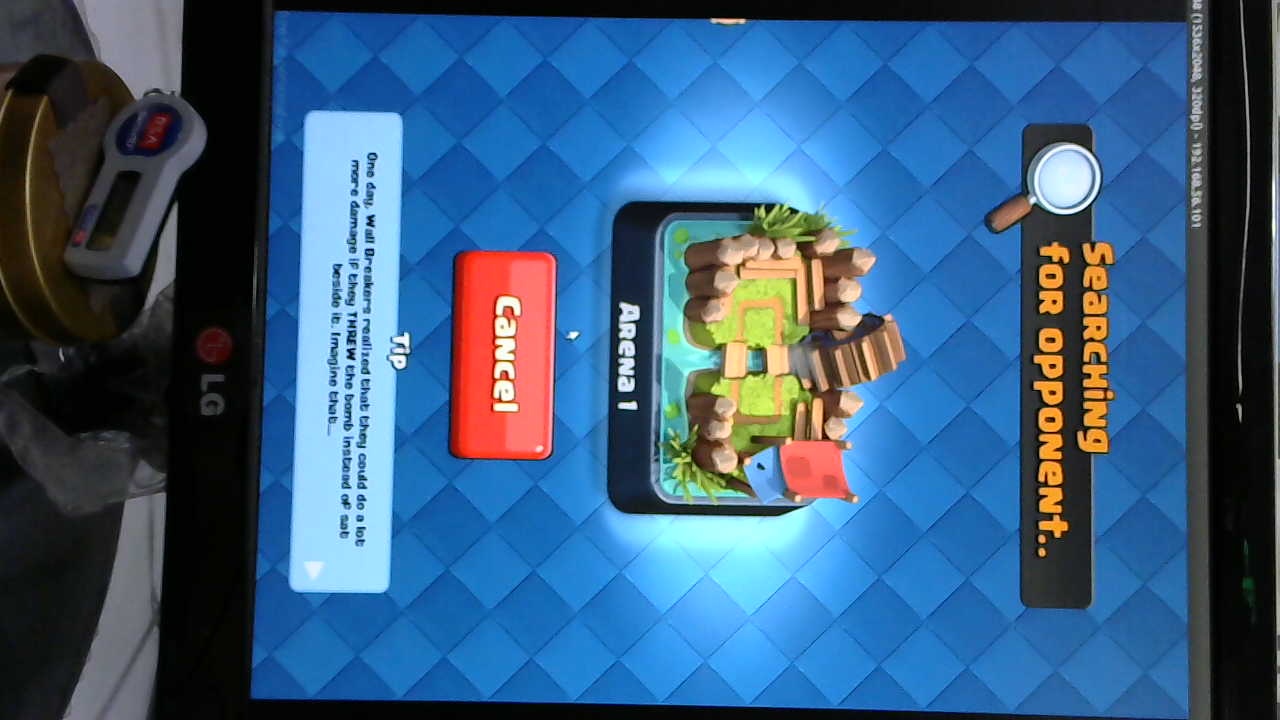 (1536x2048, 320dpi) - 192.168.58.101
Searching
for opponent..
Arena 1
Cancel
Tip
One day, Wall Breakers realized that they could do a lot
more damage if they THREW the bomb instead of sat
beside it. Imagine that...
LG
RSA